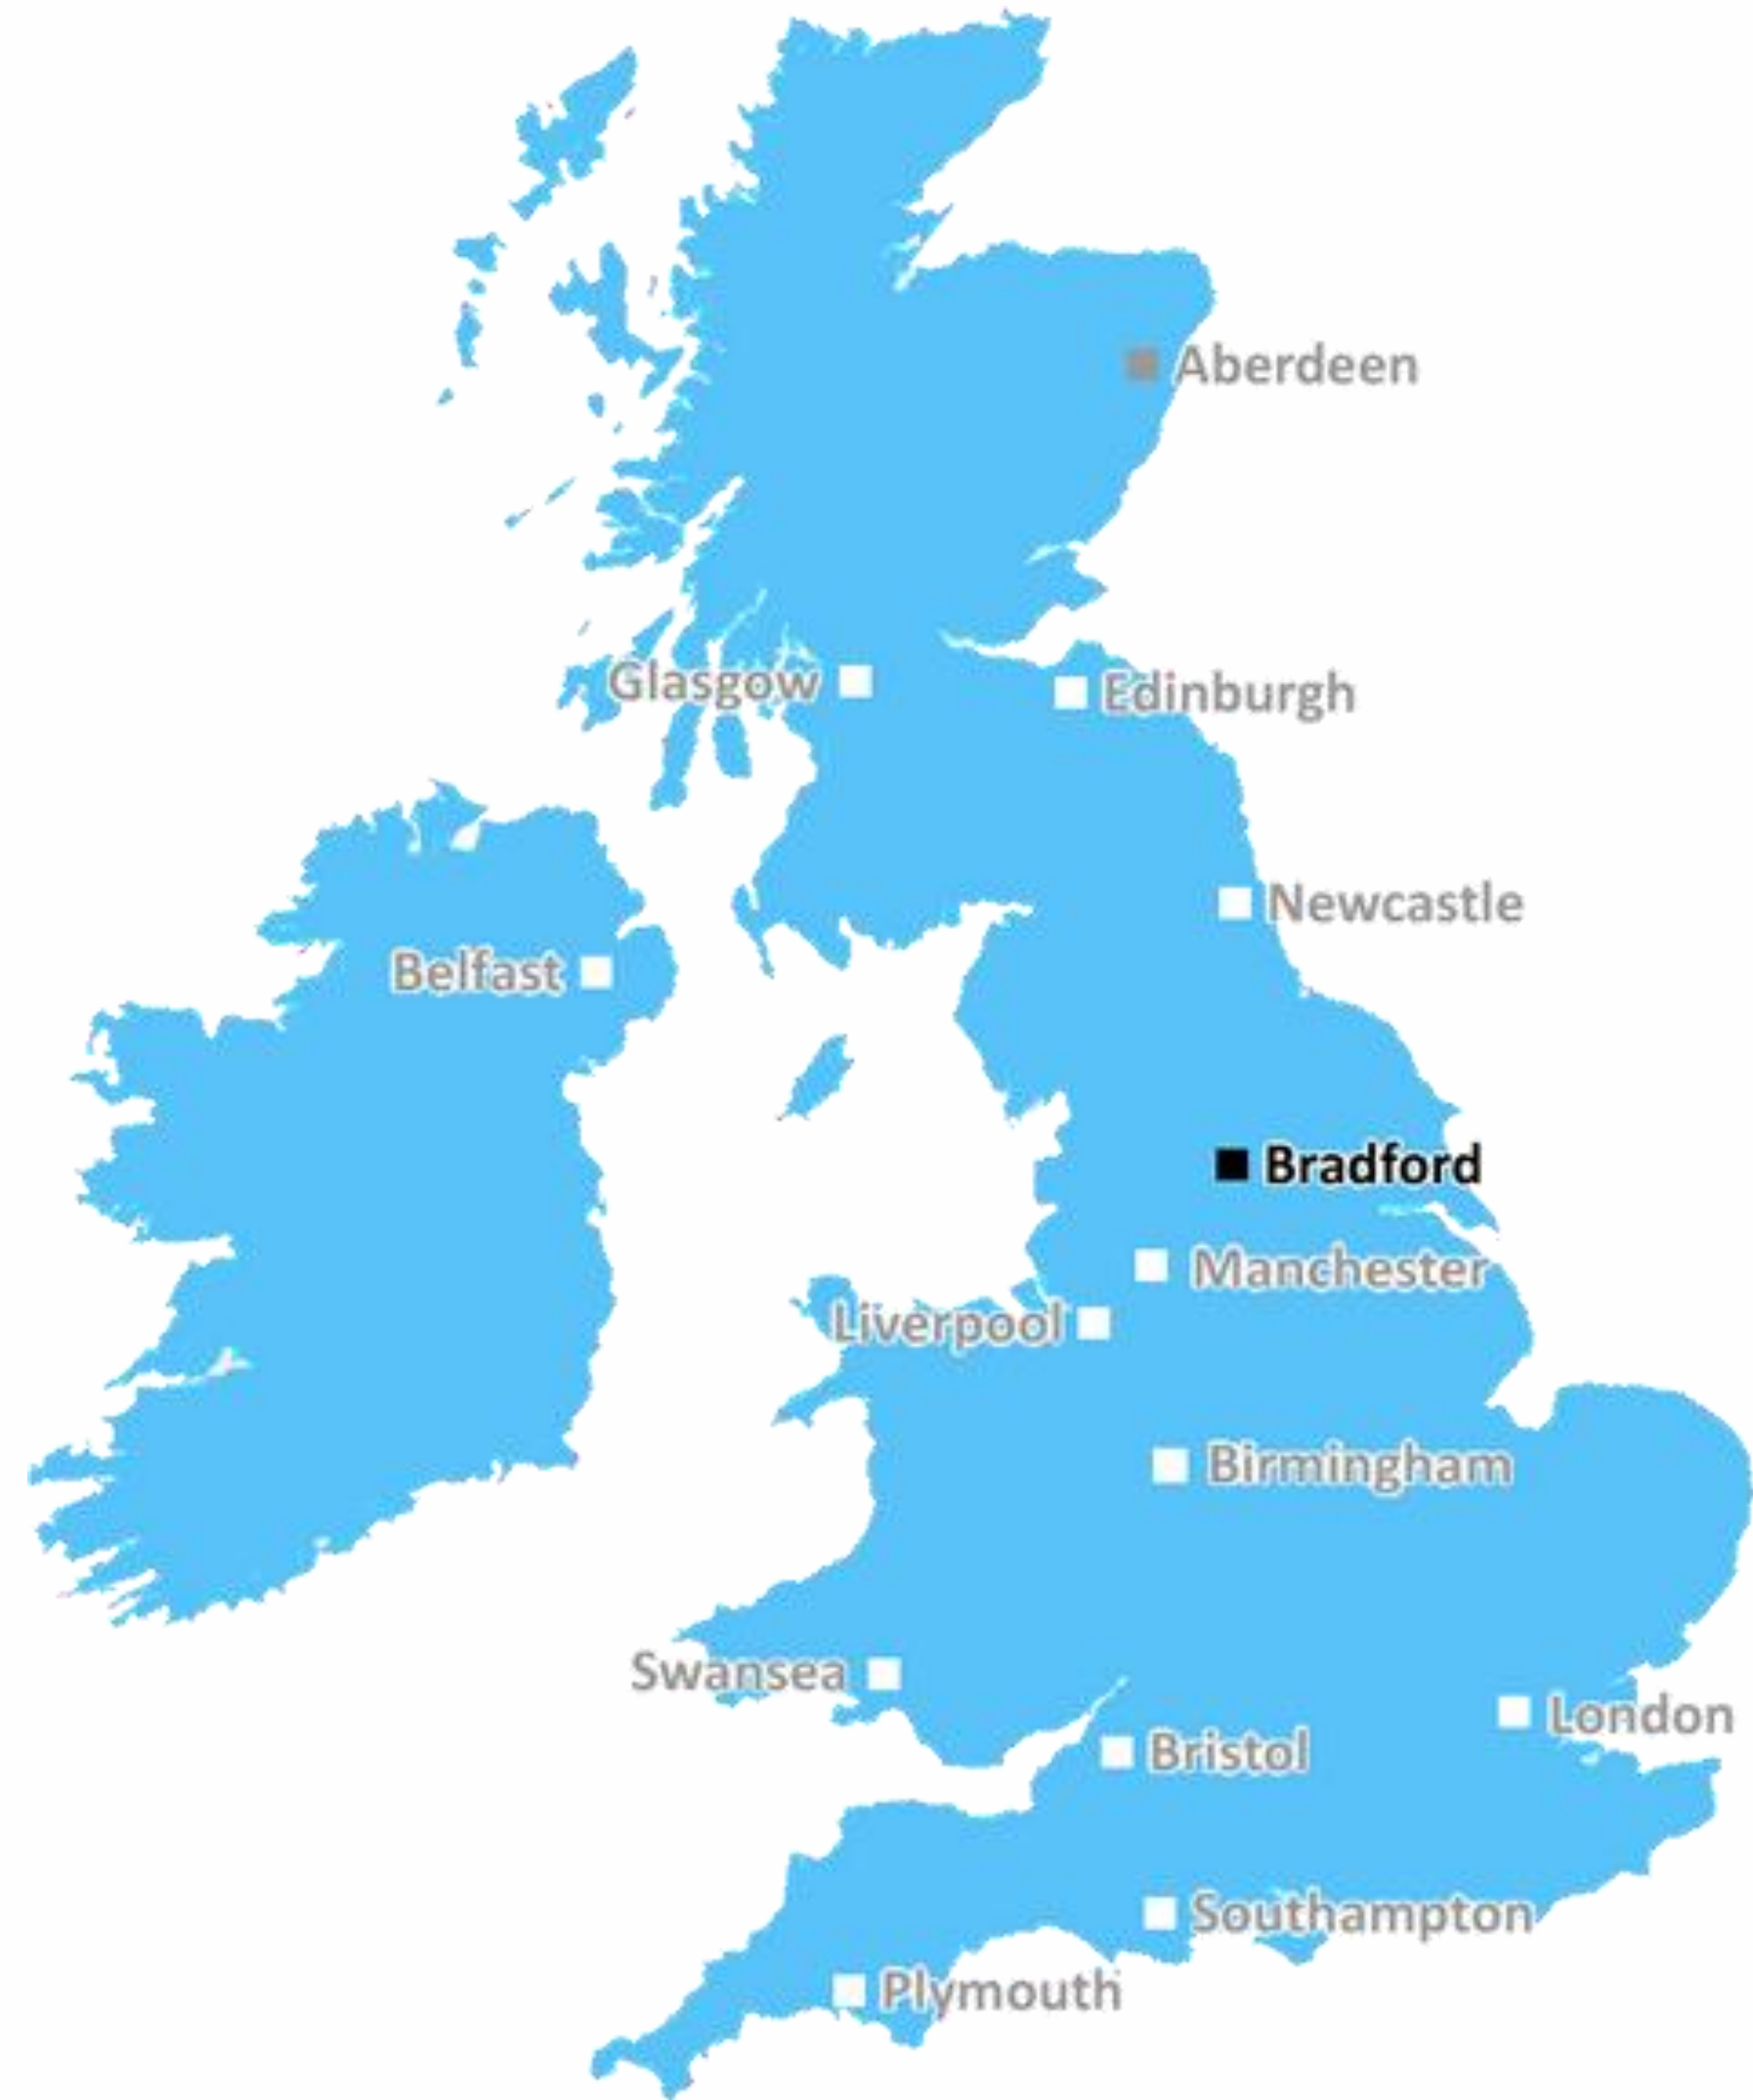 Aberdeen
Glasgow
Edinburgh
Newcastle
Belfast
Bradford
Manchester
Liverpool
Birmingham
Swansea
London
Bristol
Southampton
Plymouth